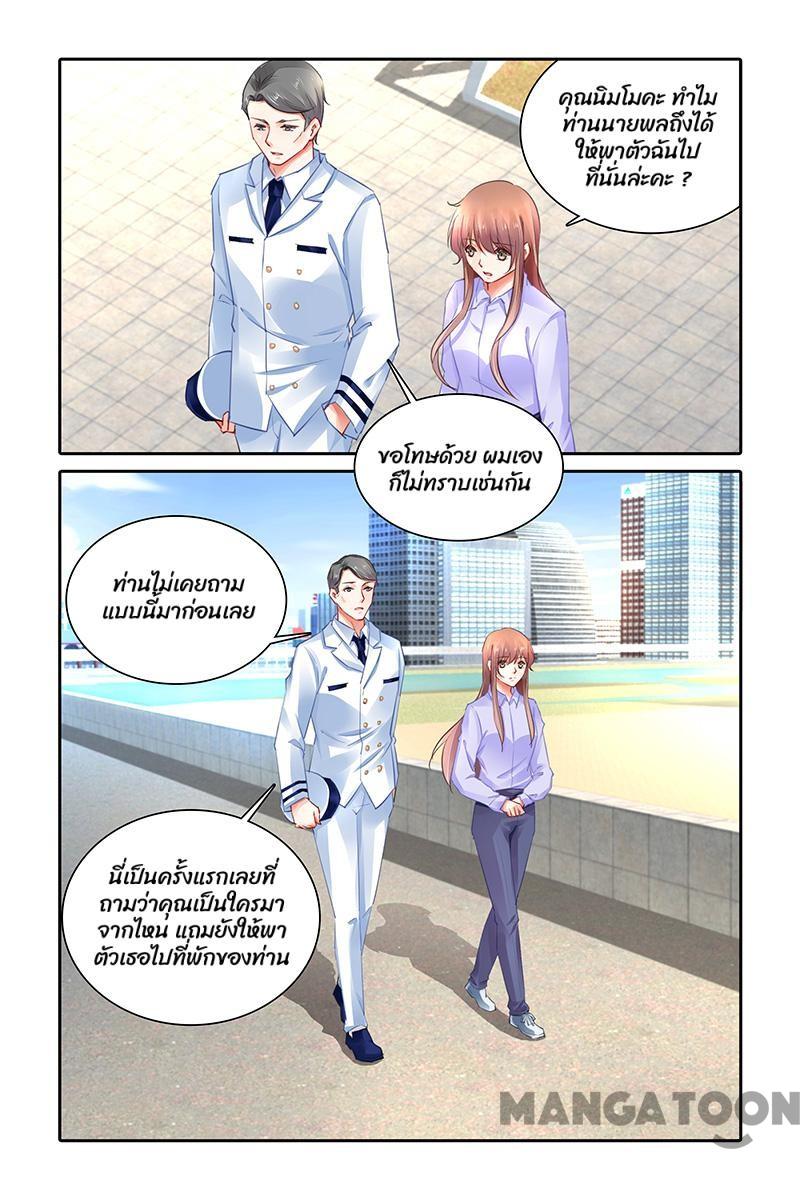 คุณนิมโมคะ ทำไม
ท่านนายพลถึงได้
ให้พาตัวฉันไป
ที่นั่นล่ะคะ ?
ขอโทษด้วย ผมเอง
ก็ไม่ทราบเช่นกัน
ท่านไม่เคยถาม
แบบนี้มาก่อนเลย
นี่เป็นครั้งแรกเลยที่
ถามว่าคุณเป็นใครมา
จากไหน แถมยังให้พา
ตัวเธอไปที่พักของท่าน
MANGATOON